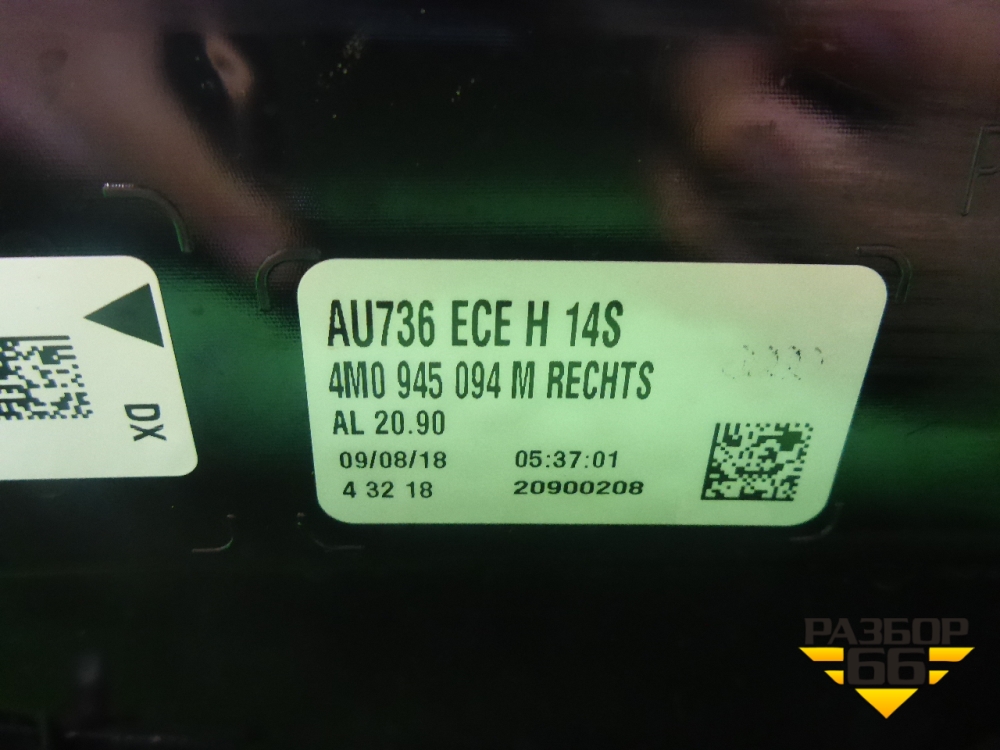 DX
AU736 ECE H 14S
4M0 945 094 M RECHTS
AL 20.90
09/08/18 05:37:01
4 32 18 20900208
РАЗБОР
66